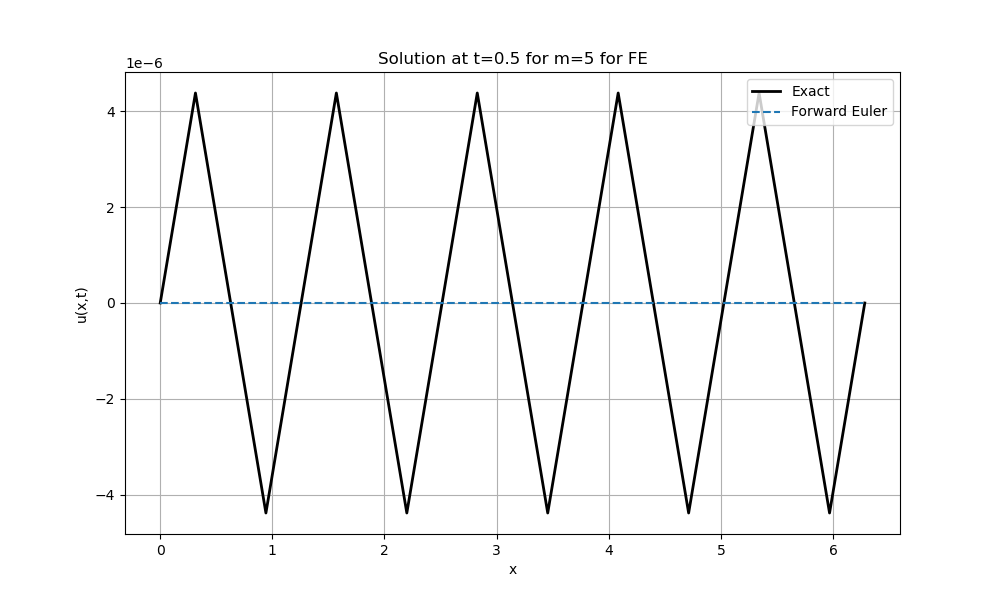 Solution at t=0.5 for m=5 for FE
1e−6
Exact
Forward Euler
4
2
0
−2
−4
u(x,t)
0 1 2 3 4 5 6
x